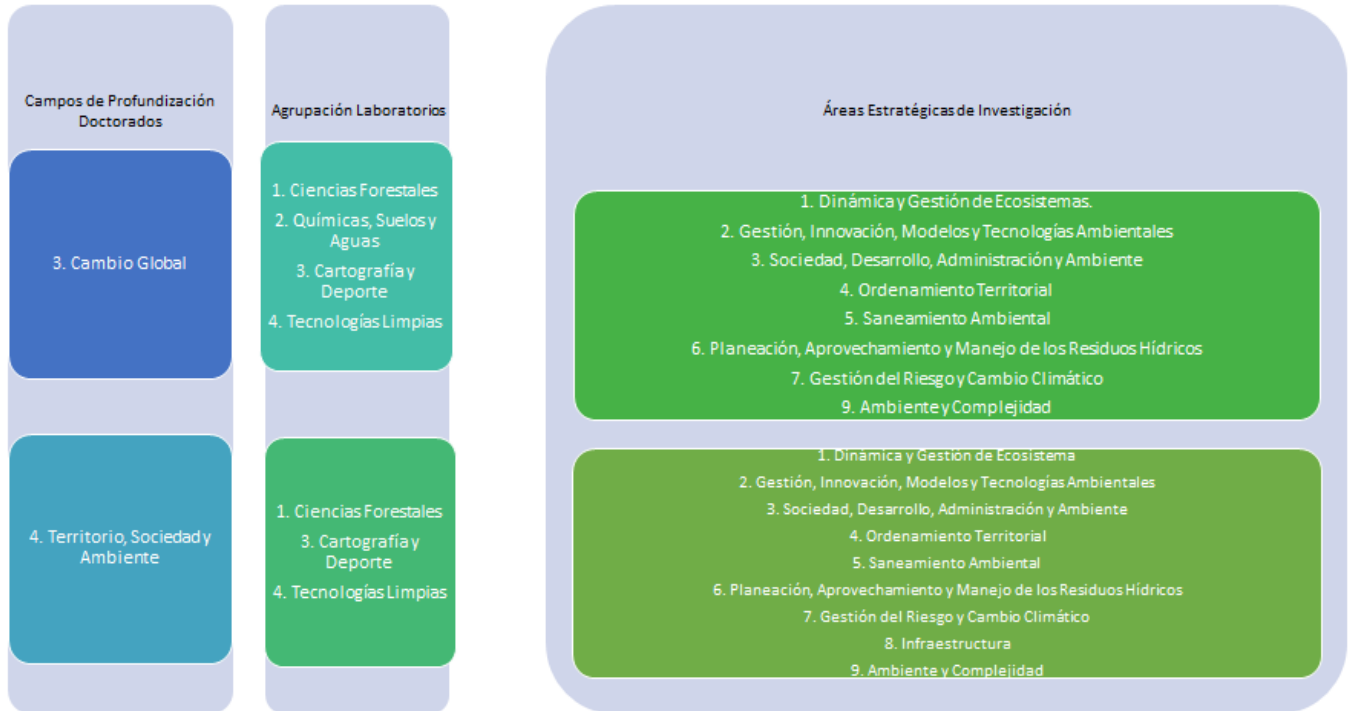 Campos de Profundización
Doctorados
Agrupación Laboratorios
Áreas Estratégicas de Investigación
3. Cambio Global
1. Ciencias Forestales
2. Químicas, Suelos y
Aguas
3. Cartografía y
Deporte
4. Tecnologías Limpias
1. Dinámica y Gestión de Ecosistemas.
2. Gestión, Innovación, Modelos y Tecnologías Ambientales
3. Sociedad, Desarrollo, Administración y Ambiente
4. Ordenamiento Territorial
5. Saneamiento Ambiental
6. Planeación, Aprovechamiento y Manejo de los Residuos Hídricos
7. Gestión del Riesgo y Cambio Climático
9. Ambiente y Complejidad
4. Territorio, Sociedad y
Ambiente
1. Ciencias Forestales
3. Cartografía y
Deporte
4. Tecnologías Limpias
1. Dinámica y Gestión de Ecosistema
2. Gestión, Innovación, Modelos y Tecnologías Ambientales
3. Sociedad, Desarrollo, Administración y Ambiente
4. Ordenamiento Territorial
5. Saneamiento Ambiental
6. Planeación, Aprovechamiento y Manejo de los Residuos Hídricos
7. Gestión del Riesgo y Cambio Climático
8. Infraestructura
9. Ambiente y Complejidad